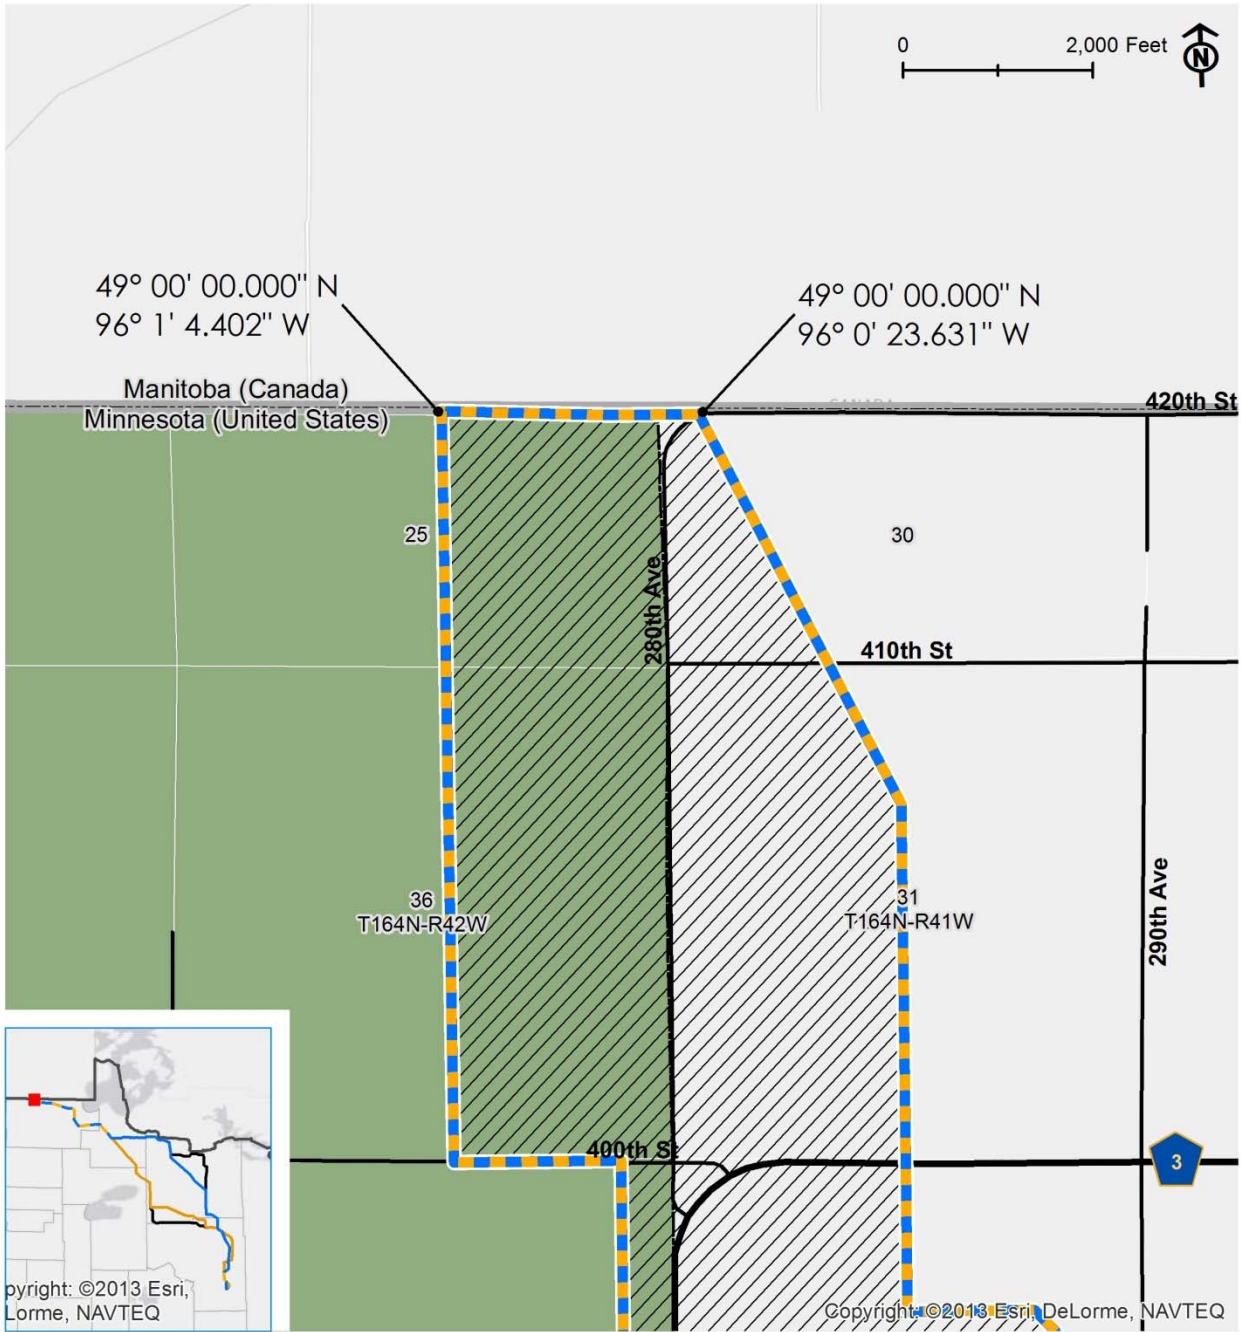 0 2,000 Feet
N
49° 00' 00.000" N
96° 1' 4.402" W
49° 00' 00.000" N
96° 0' 23.631" W
Manitoba (Canada)
Minnesota (United States)
CANADA
420th St
25
30
280th Ave
410th St
36
T164N-R42W
31
T164N-R41W
290th Ave
400th St
3
pyright: ©2013 Esri,
Lorme, NAVTEQ
Copyright: ©2013 Esri, DeLorme, NAVTEQ